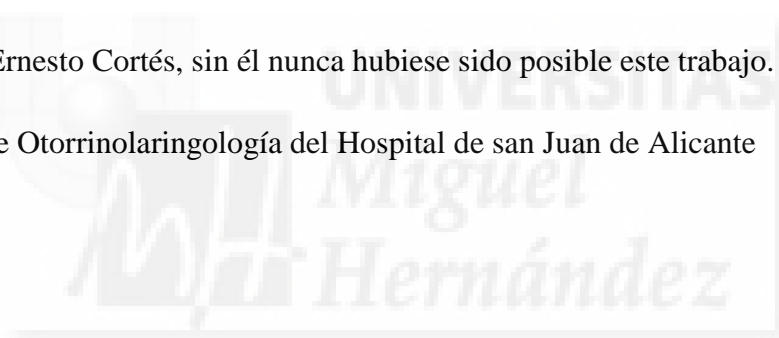 Ernesto Cortés, sin él nunca hubiese sido posible este trabajo.
UNIVERSITAS
e Otorrinolaringología del Hospital de san Juan de Alicante
Miguel
Hernández